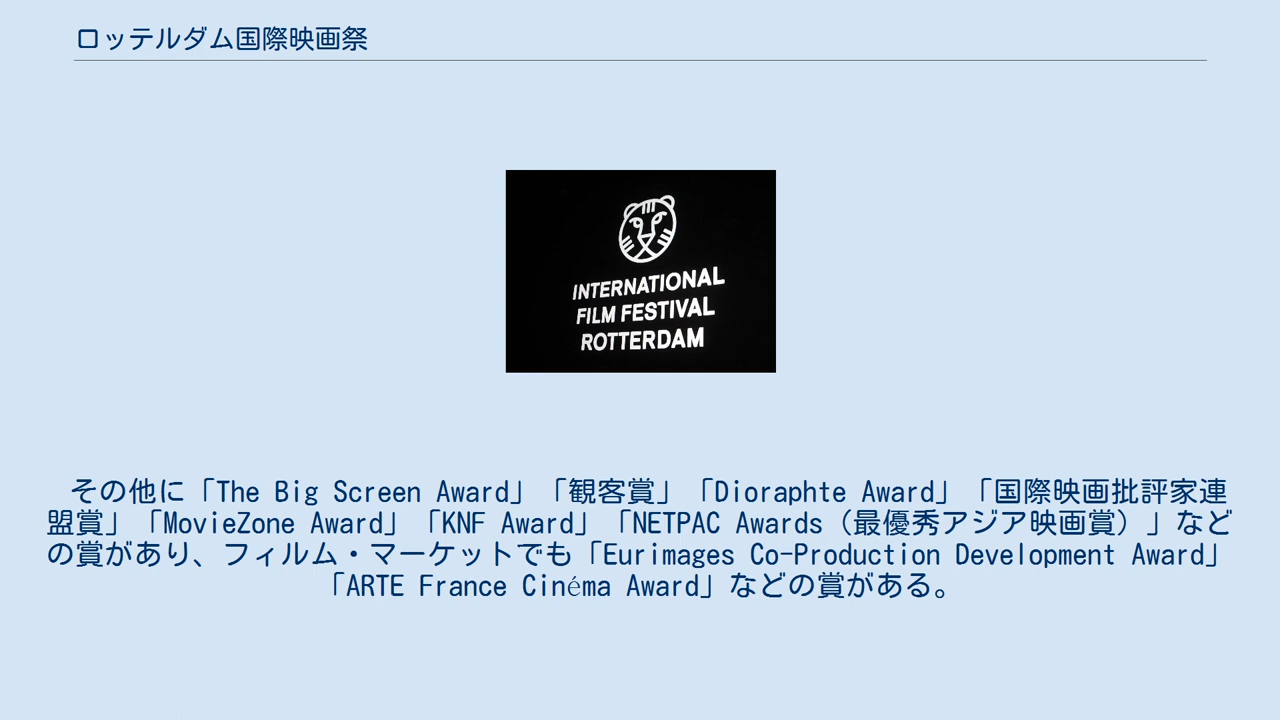 ロッテルダム国際映画祭
INTERNATIONAL
FILM FESTIVAL
ROTTERDAM
その他に「The Big Screen Award」「観客賞」「Dioraphte Award」「国際映画批評家連
盟賞」「MovieZone Award」「KNF Award」「NETPAC Awards（最優秀アジア映画賞）」など
の賞があり、フィルム・マーケットでも「Eurimages Co-Production Development Award」
「ARTE France Cinéma Award」などの賞がある。